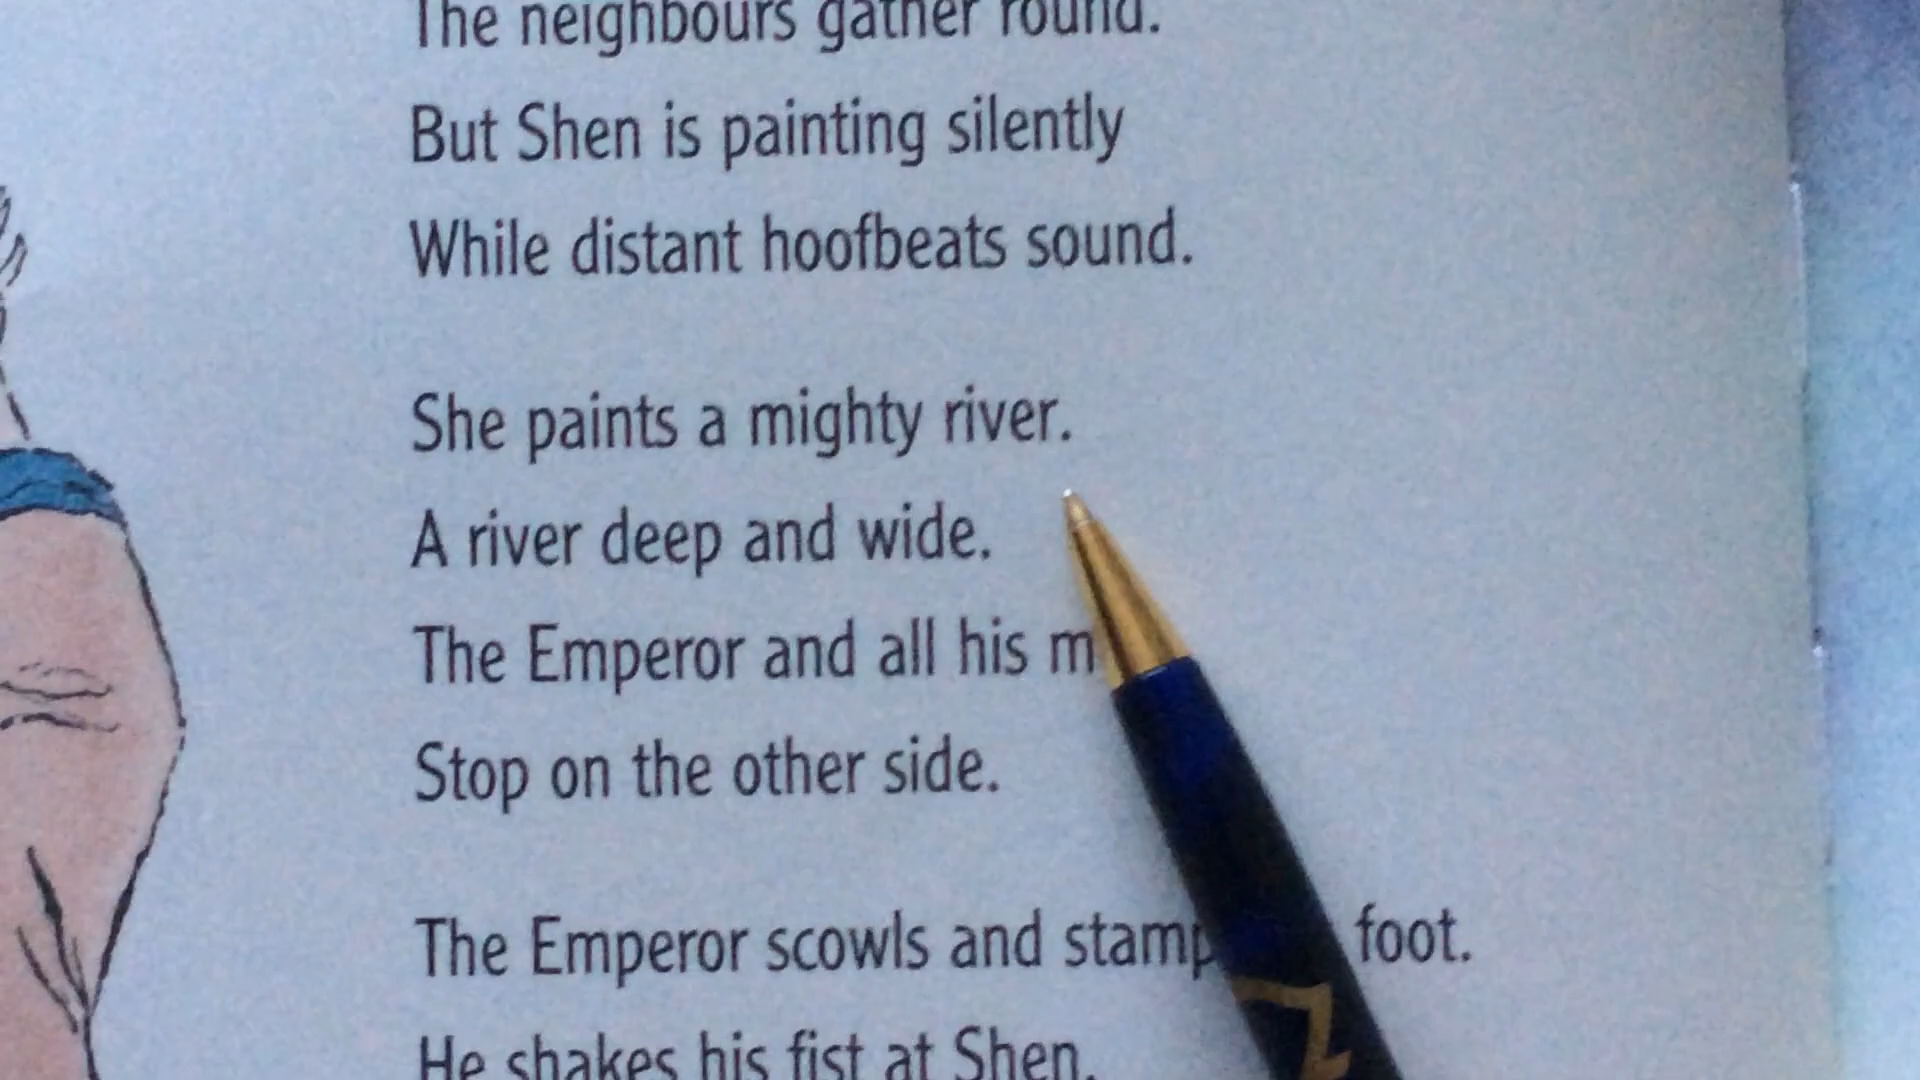 The neighbours gather round.
But Shen is painting silently
While distant hoofbeats sound.
She paints a mighty river.
A river deep and wide.
The Emperor and all his
Stop on the other side.
The Emperor scowls and foot.
He shakes his fist at Shen.